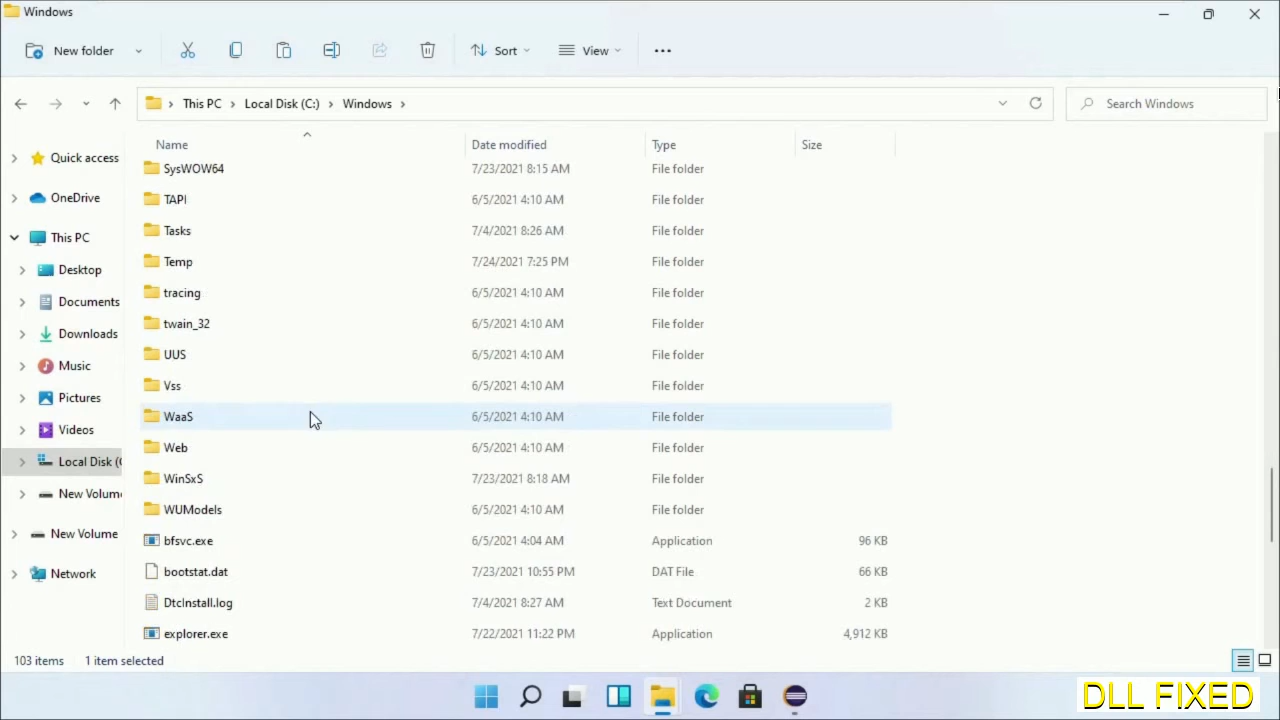 Windows
New folder Sort View
This PC Local Disk (C:) Windows Search Windows
Name Date modified Type Size
Quick access
OneDrive
This PC
Desktop
Documents
Downloads
Music
Pictures
Videos
Local Disk (
New Volum
New Volume
Network
SysWOW64 7/23/2021 8:15 AM File folder
TAPI 6/5/2021 4:10 AM File folder
Tasks 7/4/2021 8:26 AM File folder
Temp 7/24/2021 7:25 PM File folder
tracing 6/5/2021 4:10 AM File folder
twain_32 6/5/2021 4:10 AM File folder
UUS 6/5/2021 4:10 AM File folder
Vss 6/5/2021 4:10 AM File folder
WaaS 6/5/2021 4:10 AM File folder
Web 6/5/2021 4:10 AM File folder
WinSxS 7/23/2021 8:18 AM File folder
WUModels 6/5/2021 4:10 AM File folder
bfsvc.exe 6/5/2021 4:04 AM Application 96 KB
bootstat.dat 7/23/2021 10:55 PM DAT File 66 KB
DtcInstall.log 7/4/2021 8:27 AM Text Document 2 KB
explorer.exe 7/22/2021 11:22 PM Application 4,912 KB
103 items 1 item selected
DLL FIXED